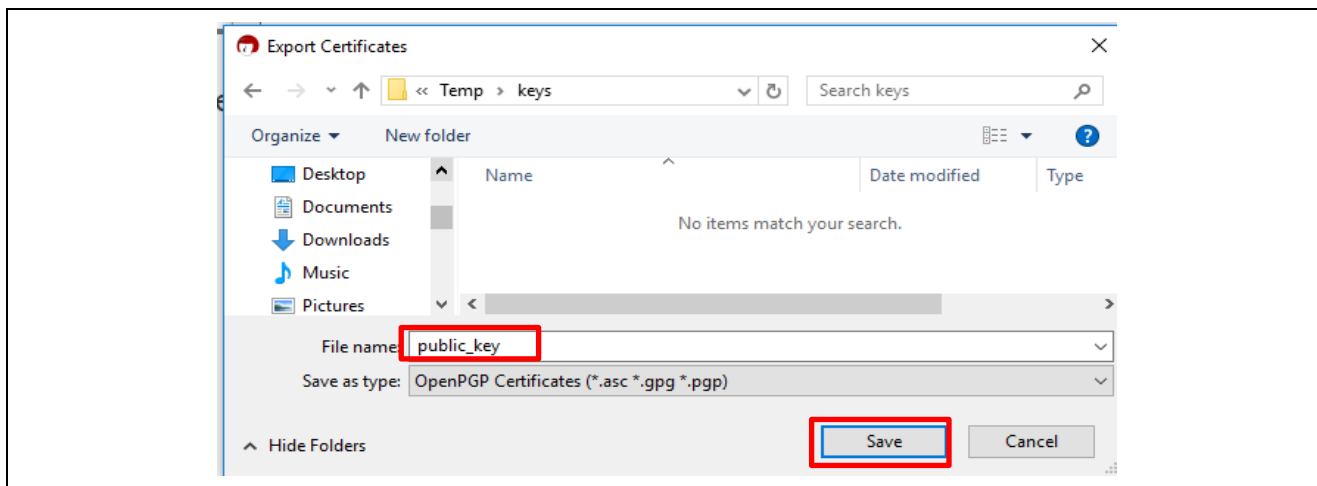 Export Certificates
« Temp › keys
Search keys
Organize
New folder
Desktop
Name
Date modified
Type
Documents
No items match your search.
Downloads
Music
Pictures
File name: public_key
Save as type: OpenPGP Certificates (*.asc *.gpg *.pgp)
Hide Folders
Save
Cancel